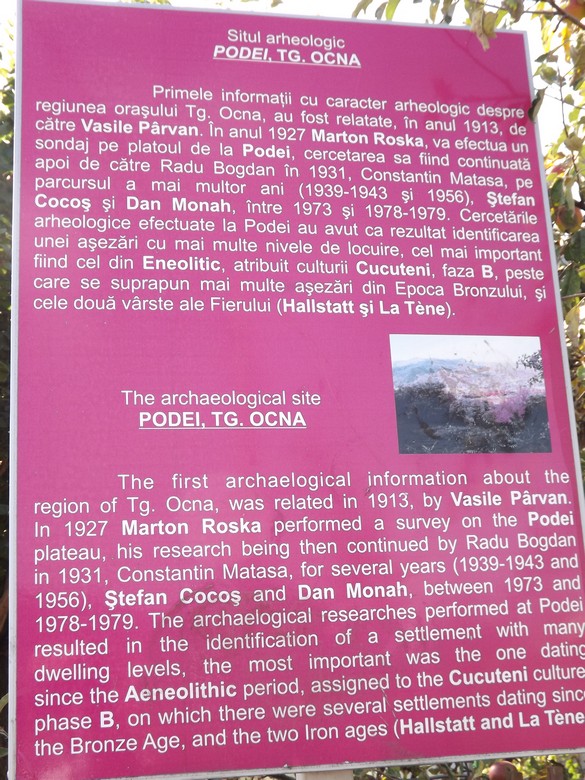 Situl arheologic
PODEI, TG. OCNA
Primele informaţii cu caracter arheologic despre
regiunea oraşului Tg. Ocna, au fost relatate, în anul 1913, de
către Vasile Pârvan. În anul 1927 Marton Roska, va efectua un
sondaj pe platoul de la Podei, cercetarea sa fiind continuată
apoi de către Radu Bogdan în 1931, Constantin Matasa, pe
parcursul a mai multor ani (1939-1943 şi 1956), Ştefan
Cocoş şi Dan Monah, între 1973 şi 1978-1979. Cercetările
arheologice efectuate la Podei au avut ca rezultat identificarea
unei aşezări cu mai multe nivele de locuire, cel mai important
fiind cel din Eneolitic, atribuit culturii Cucuteni, faza B, peste
care se suprapun mai multe aşezări din Epoca Bronzului, şi
cele două vârste ale Fierului (Hallstatt şi La Tène).
The archaeological site
PODEI, TG. OCNA
The first archaelogical information about the
region of Tg. Ocna, was related in 1913, by Vasile Pârvan.
In 1927 Marton Roska performed a survey on the Podei
plateau, his research being then continued by Radu Bogdan
in 1931, Constantin Matasa, for several years (1939-1943 and
1956), Ştefan Cocoş and Dan Monah, between 1973 and
1978-1979. The archaelogical researches performed at Podei
resulted in the identification of a settlement with many
dwelling levels, the most important was the one dating
since the Aeneolithic period, assigned to the Cucuteni culture
phase B, on which there were several settlements dating sinc
the Bronze Age, and the two Iron ages (Hallstatt and La Tène